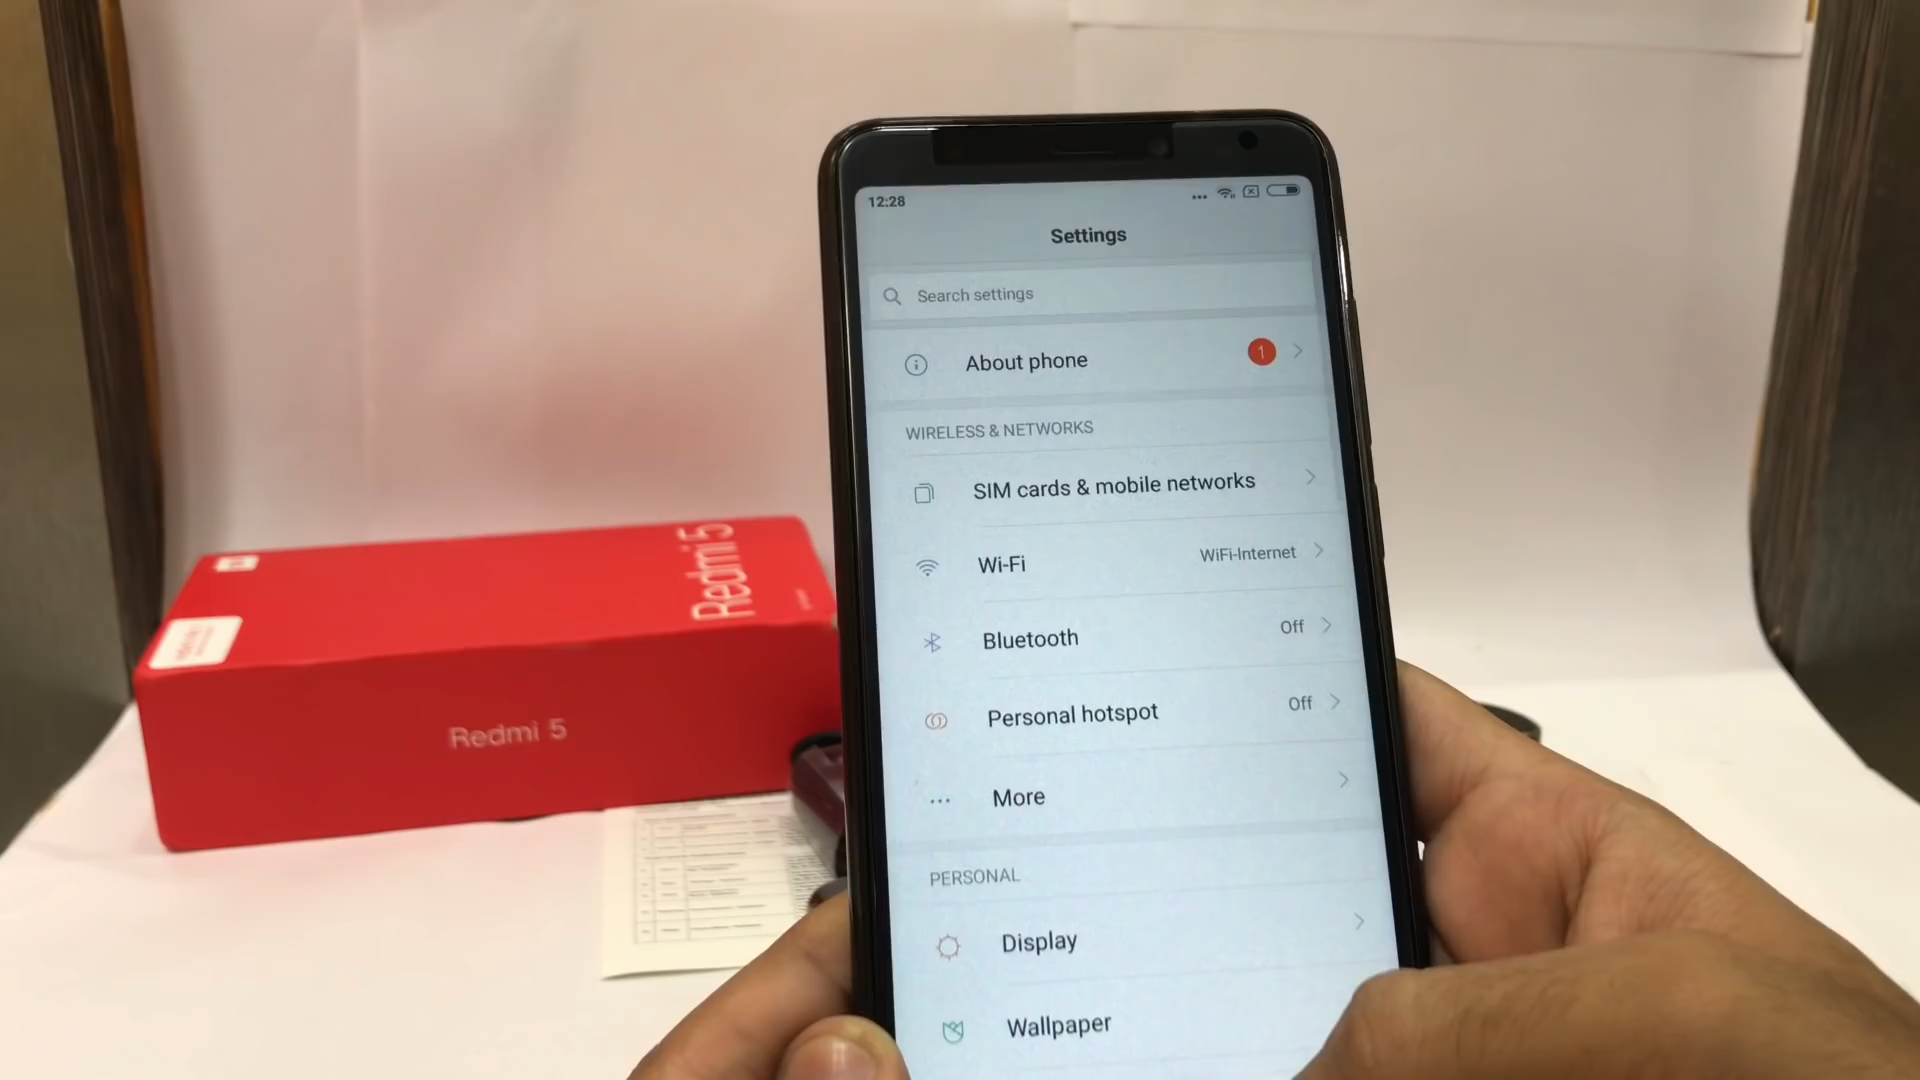 12:28
Settings
Search settings
About phone
1
WIRELESS & NETWORKS
SIM cards & mobile networks
Wi-Fi
WiFi-Internet
Bluetooth
Off
Personal hotspot
Off
More
PERSONAL
Display
Wallpaper
Redmi 5
Redmi 5